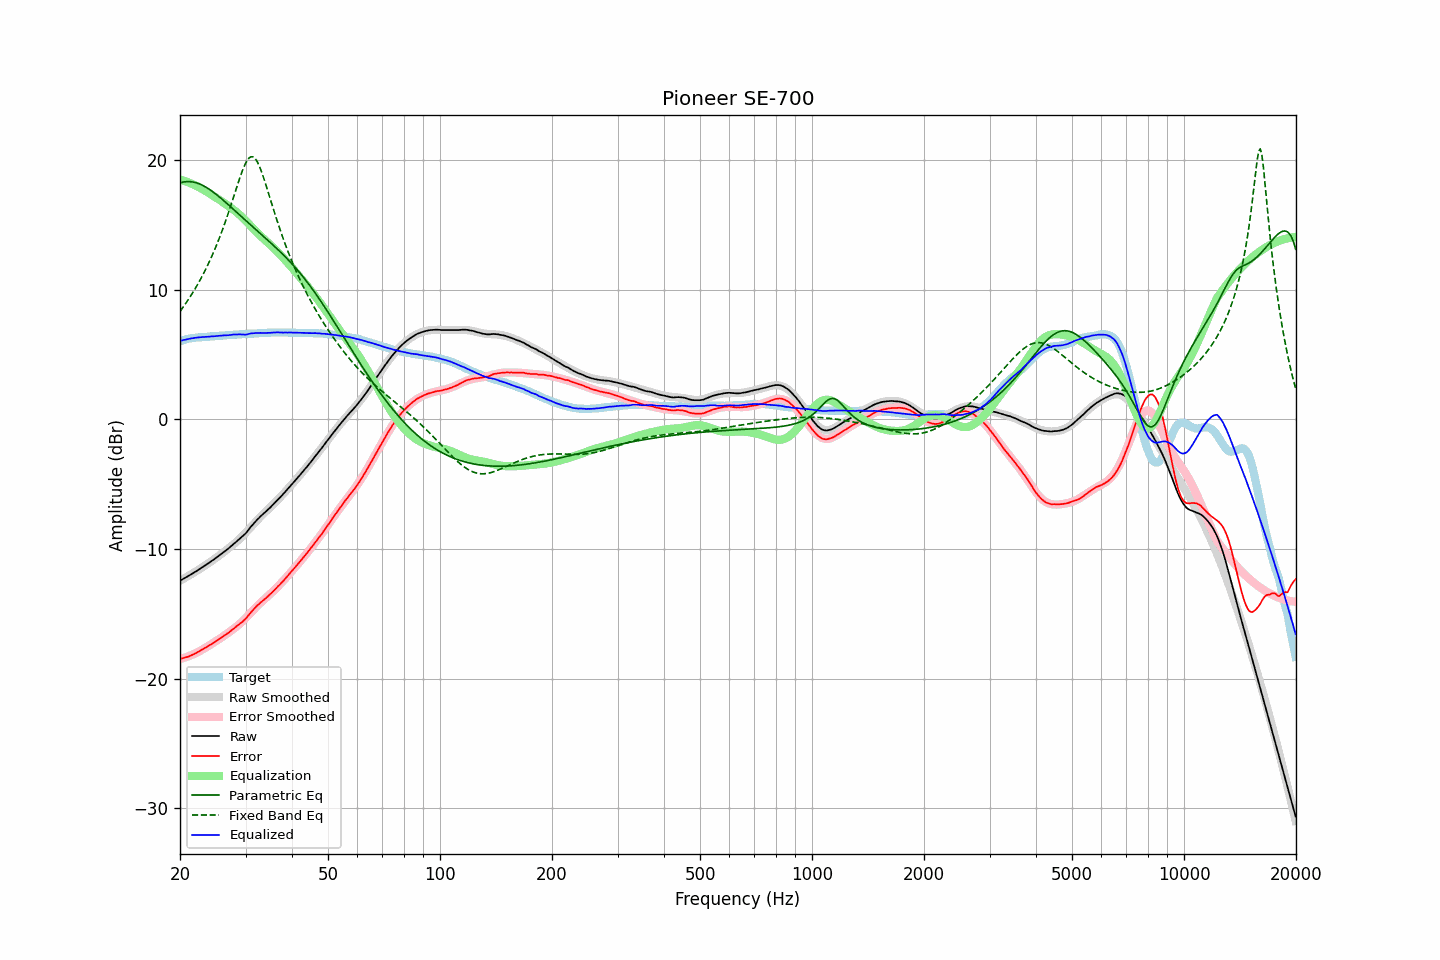 Pioneer SE-700
Amplitude (dBr)
20
10
0
−10
−20
−30
Target
Raw Smoothed
Error Smoothed
Raw
Error
Equalization
Parametric Eq
Fixed Band Eq
Equalized
20 50 100 200 500 1000 2000 5000 10000 20000
Frequency (Hz)